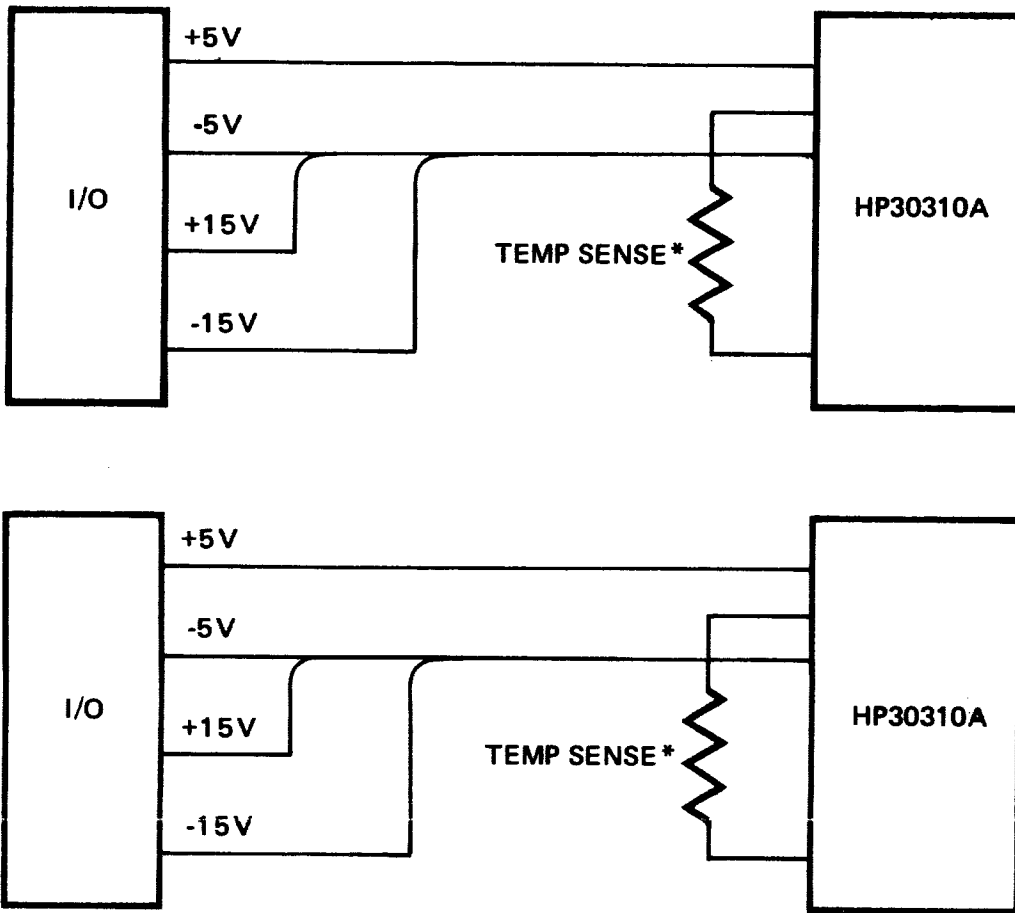 +5V
-5V
I/O
+15V
HP30310A
TEMP SENSE*
-15V
+5V
-5V
I/O
+15V
HP30310A
TEMP SENSE*
-15V